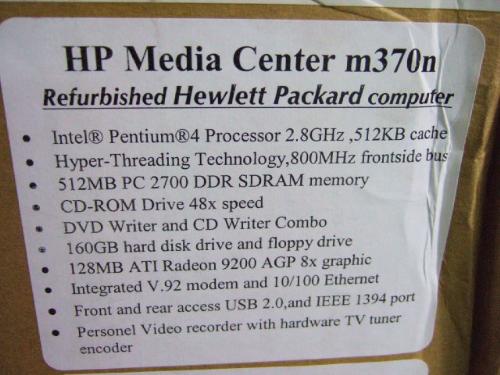 HP Media Center m370n
Refurbished Hewlett Packard computer
• Intel® Pentium®4 Processor 2.8GHz ,512KB cache
• Hyper-Threading Technology,800MHz frontside bus
• 512MB PC 2700 DDR SDRAM memory
• CD-ROM Drive 48x speed
• DVD Writer and CD Writer Combo
• 160GB hard disk drive and floppy drive
• 128MB ATI Radeon 9200 AGP 8x graphic
• Integrated V.92 modem and 10/100 Ethernet
• Front and rear access USB 2.0,and IEEE 1394 port
• Personel Video recorder with hardware TV tuner
encoder